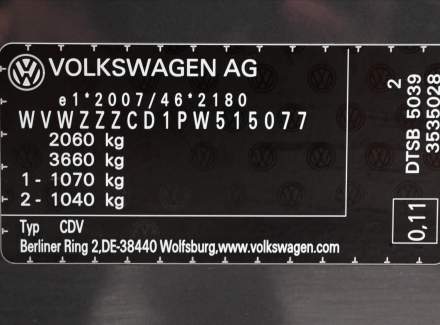 VOLKSWAGEN AG
e1*2007/46*2180
WVWZZZCD1PW515077
2060 kg
3660 kg
1 - 1070 kg
2 - 1040 kg
Typ CDV
Berliner Ring 2,DE-38440 Wolfsburg,www.volkswagen.com
2
DTSB 5039
3535028
0,11